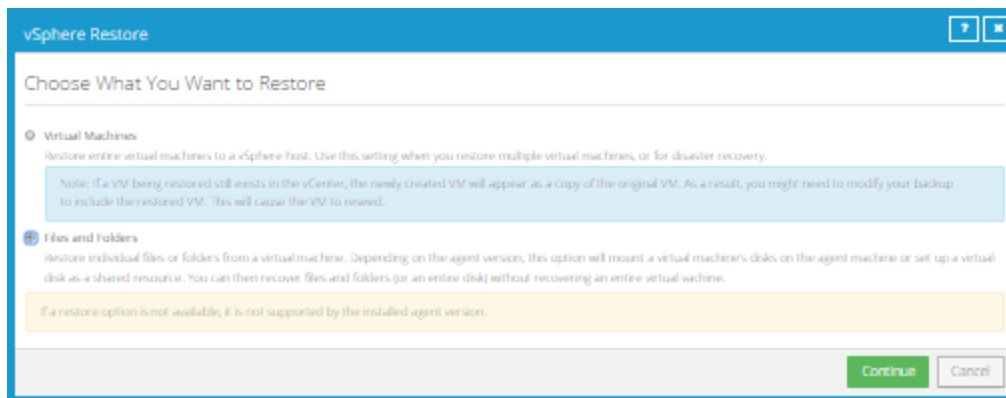 vSphere Restore
?
Choose What You Want to Restore
Virtual Machines
Restore entire virtual machines to a vSphere host. Use this setting when you restore multiple virtual machines, or for disaster recovery.
Note: If a VM being restored still exists in the vCenter, the newly created VM will appear as a copy of the original VM. As a result, you might need to modify your backup
to include the restored VM. This will cause the VM to reseed.
Files and Folders
Restore individual files or folders from a virtual machine. Depending on the agent version, this option will mount a virtual machine's disks on the agent machine or set up a virtual
disk as a shared resource. You can then recover files and folders (or an entire disk) without recovering an entire virtual vachine.
If a restore option is not available, it is not supported by the installed agent version.
Continue
Cancel